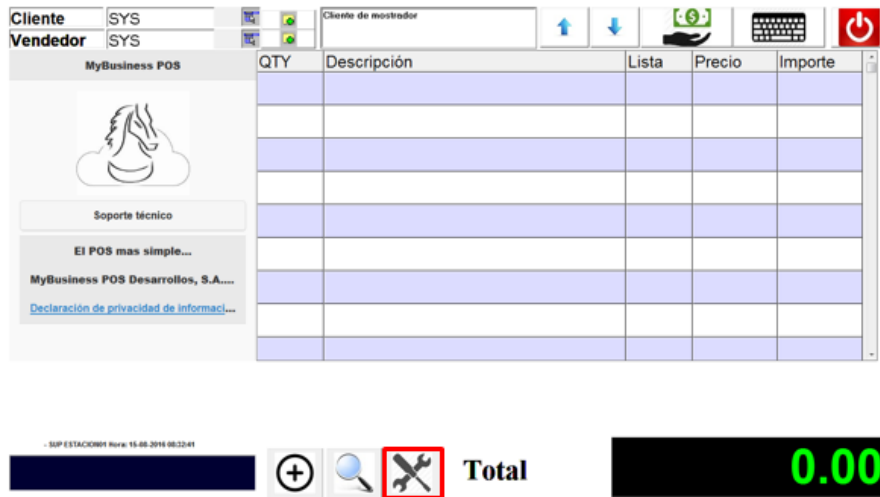 Cliente SYS
Vendedor SYS
Cliente de mostrador
MyBusiness POS
Soporte técnico
El POS mas simple...
MyBusiness POS Desarrollos, S.A....
Declaración de privacidad de informaci...
QTY Descripción Lista Precio Importe
- SUP ESTACION01 Hora: 15-08-2016 08:32:41
Total 0.00